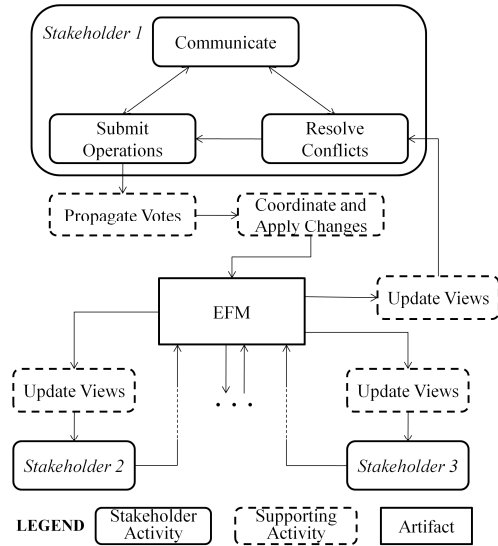 Stakeholder 1
Communicate
Submit
Operations
Resolve
Conflicts
Propagate Votes
Coordinate and
Apply Changes
EFM
Update Views
Update Views
Update Views
. . .
Stakeholder 2
Stakeholder 3
LEGEND
Stakeholder
Activity
Supporting
Activity
Artifact